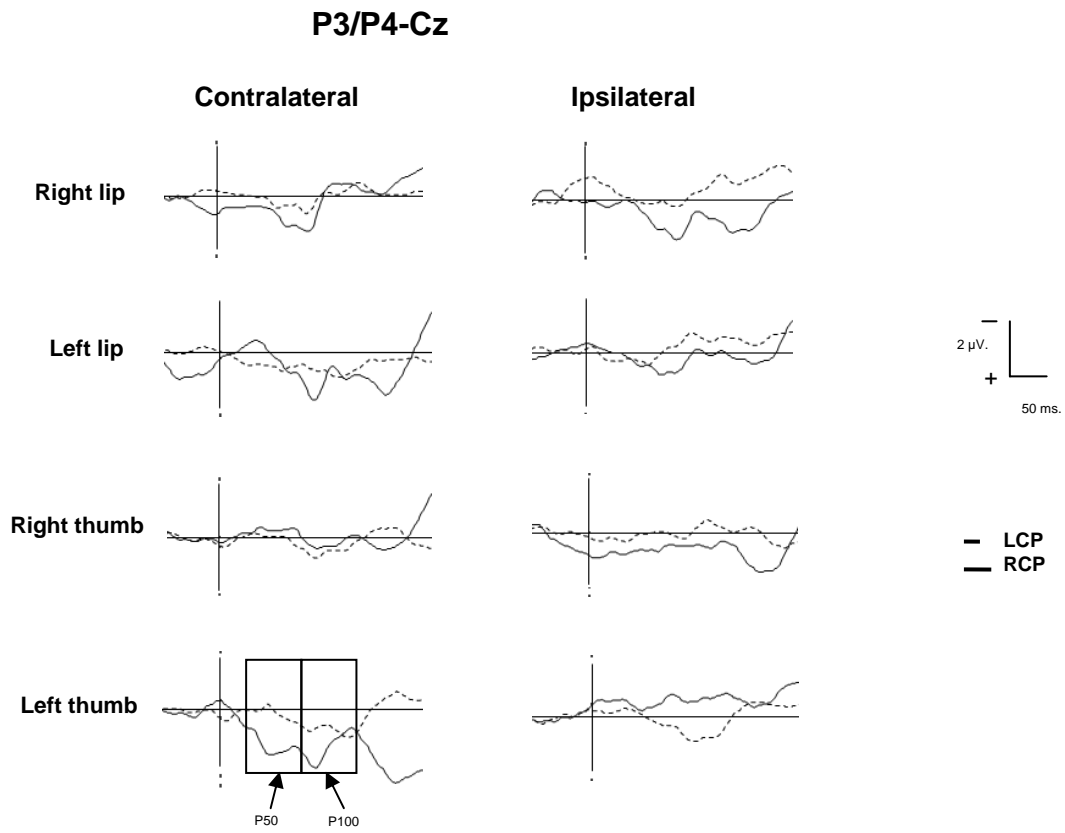 P3/P4-Cz
Contralateral Ipsilateral
Right lip
Left lip
−
2 µV.
+
50 ms.
Right thumb
LCP
RCP
Left thumb
P50 P100